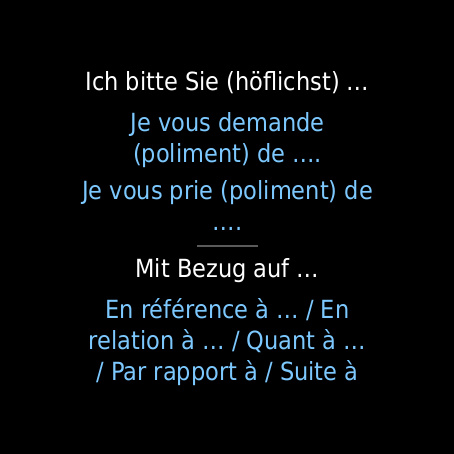 Ich bitte Sie (höflichst) ...
Je vous demande
(poliment) de ....
Je vous prie (poliment) de
....
Mit Bezug auf ...
En référence à ... / En
relation à ... / Quant à ...
/ Par rapport à / Suite à